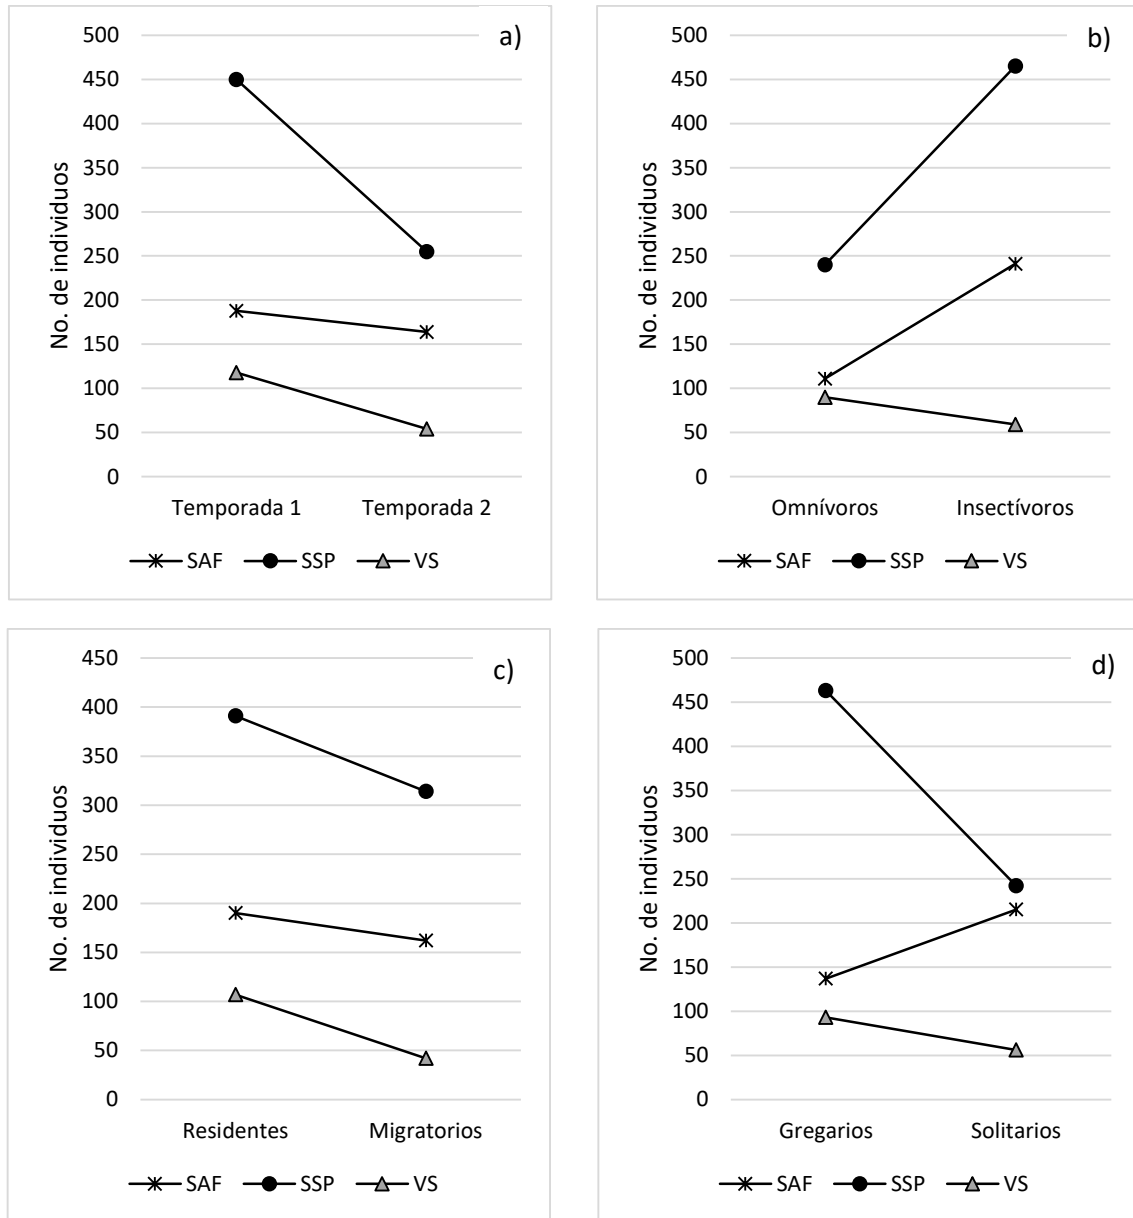 a)
500
450
400
350
300
250
200
150
100
50
0
No. de individuos
Temporada 1 Temporada 2
SAF SSP VS
b)
500
450
400
350
300
250
200
150
100
50
0
No. de individuos
Omnívoros Insectívoros
SAF SSP VS
c)
450
400
350
300
250
200
150
100
50
0
No. de individuos
Residentes Migratorios
SAF SSP VS
d)
500
450
400
350
300
250
200
150
100
50
0
No. de individuos
Gregarios Solitarios
SAF SSP VS